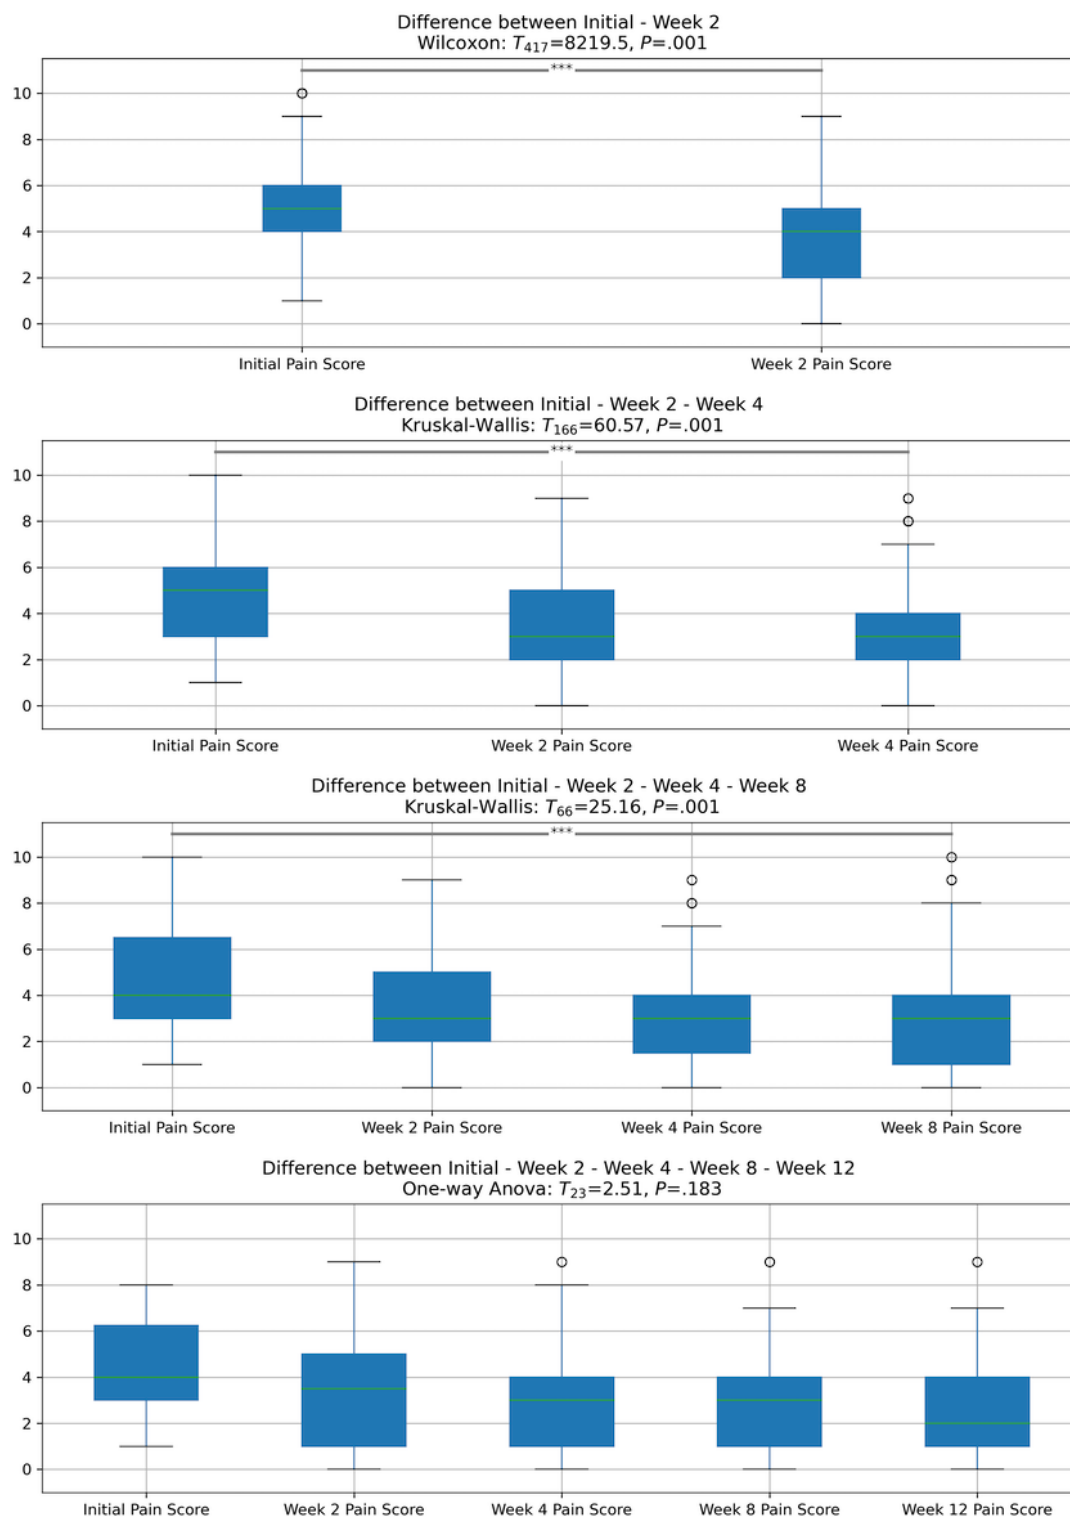 Difference between Initial - Week 2
Wilcoxon: T417=8219.5, P=.001
***
10
8
6
4
2
0
Initial Pain Score Week 2 Pain Score
Difference between Initial - Week 2 - Week 4
Kruskal-Wallis: T166=60.57, P=.001
***
10
8
6
4
2
0
Initial Pain Score Week 2 Pain Score Week 4 Pain Score
Difference between Initial - Week 2 - Week 4 - Week 8
Kruskal-Wallis: T66=25.16, P=.001
***
10
8
6
4
2
0
Initial Pain Score Week 2 Pain Score Week 4 Pain Score Week 8 Pain Score
Difference between Initial - Week 2 - Week 4 - Week 8 - Week 12
One-way Anova: T23=2.51, P=.183
10
8
6
4
2
0
Initial Pain Score Week 2 Pain Score Week 4 Pain Score Week 8 Pain Score Week 12 Pain Score